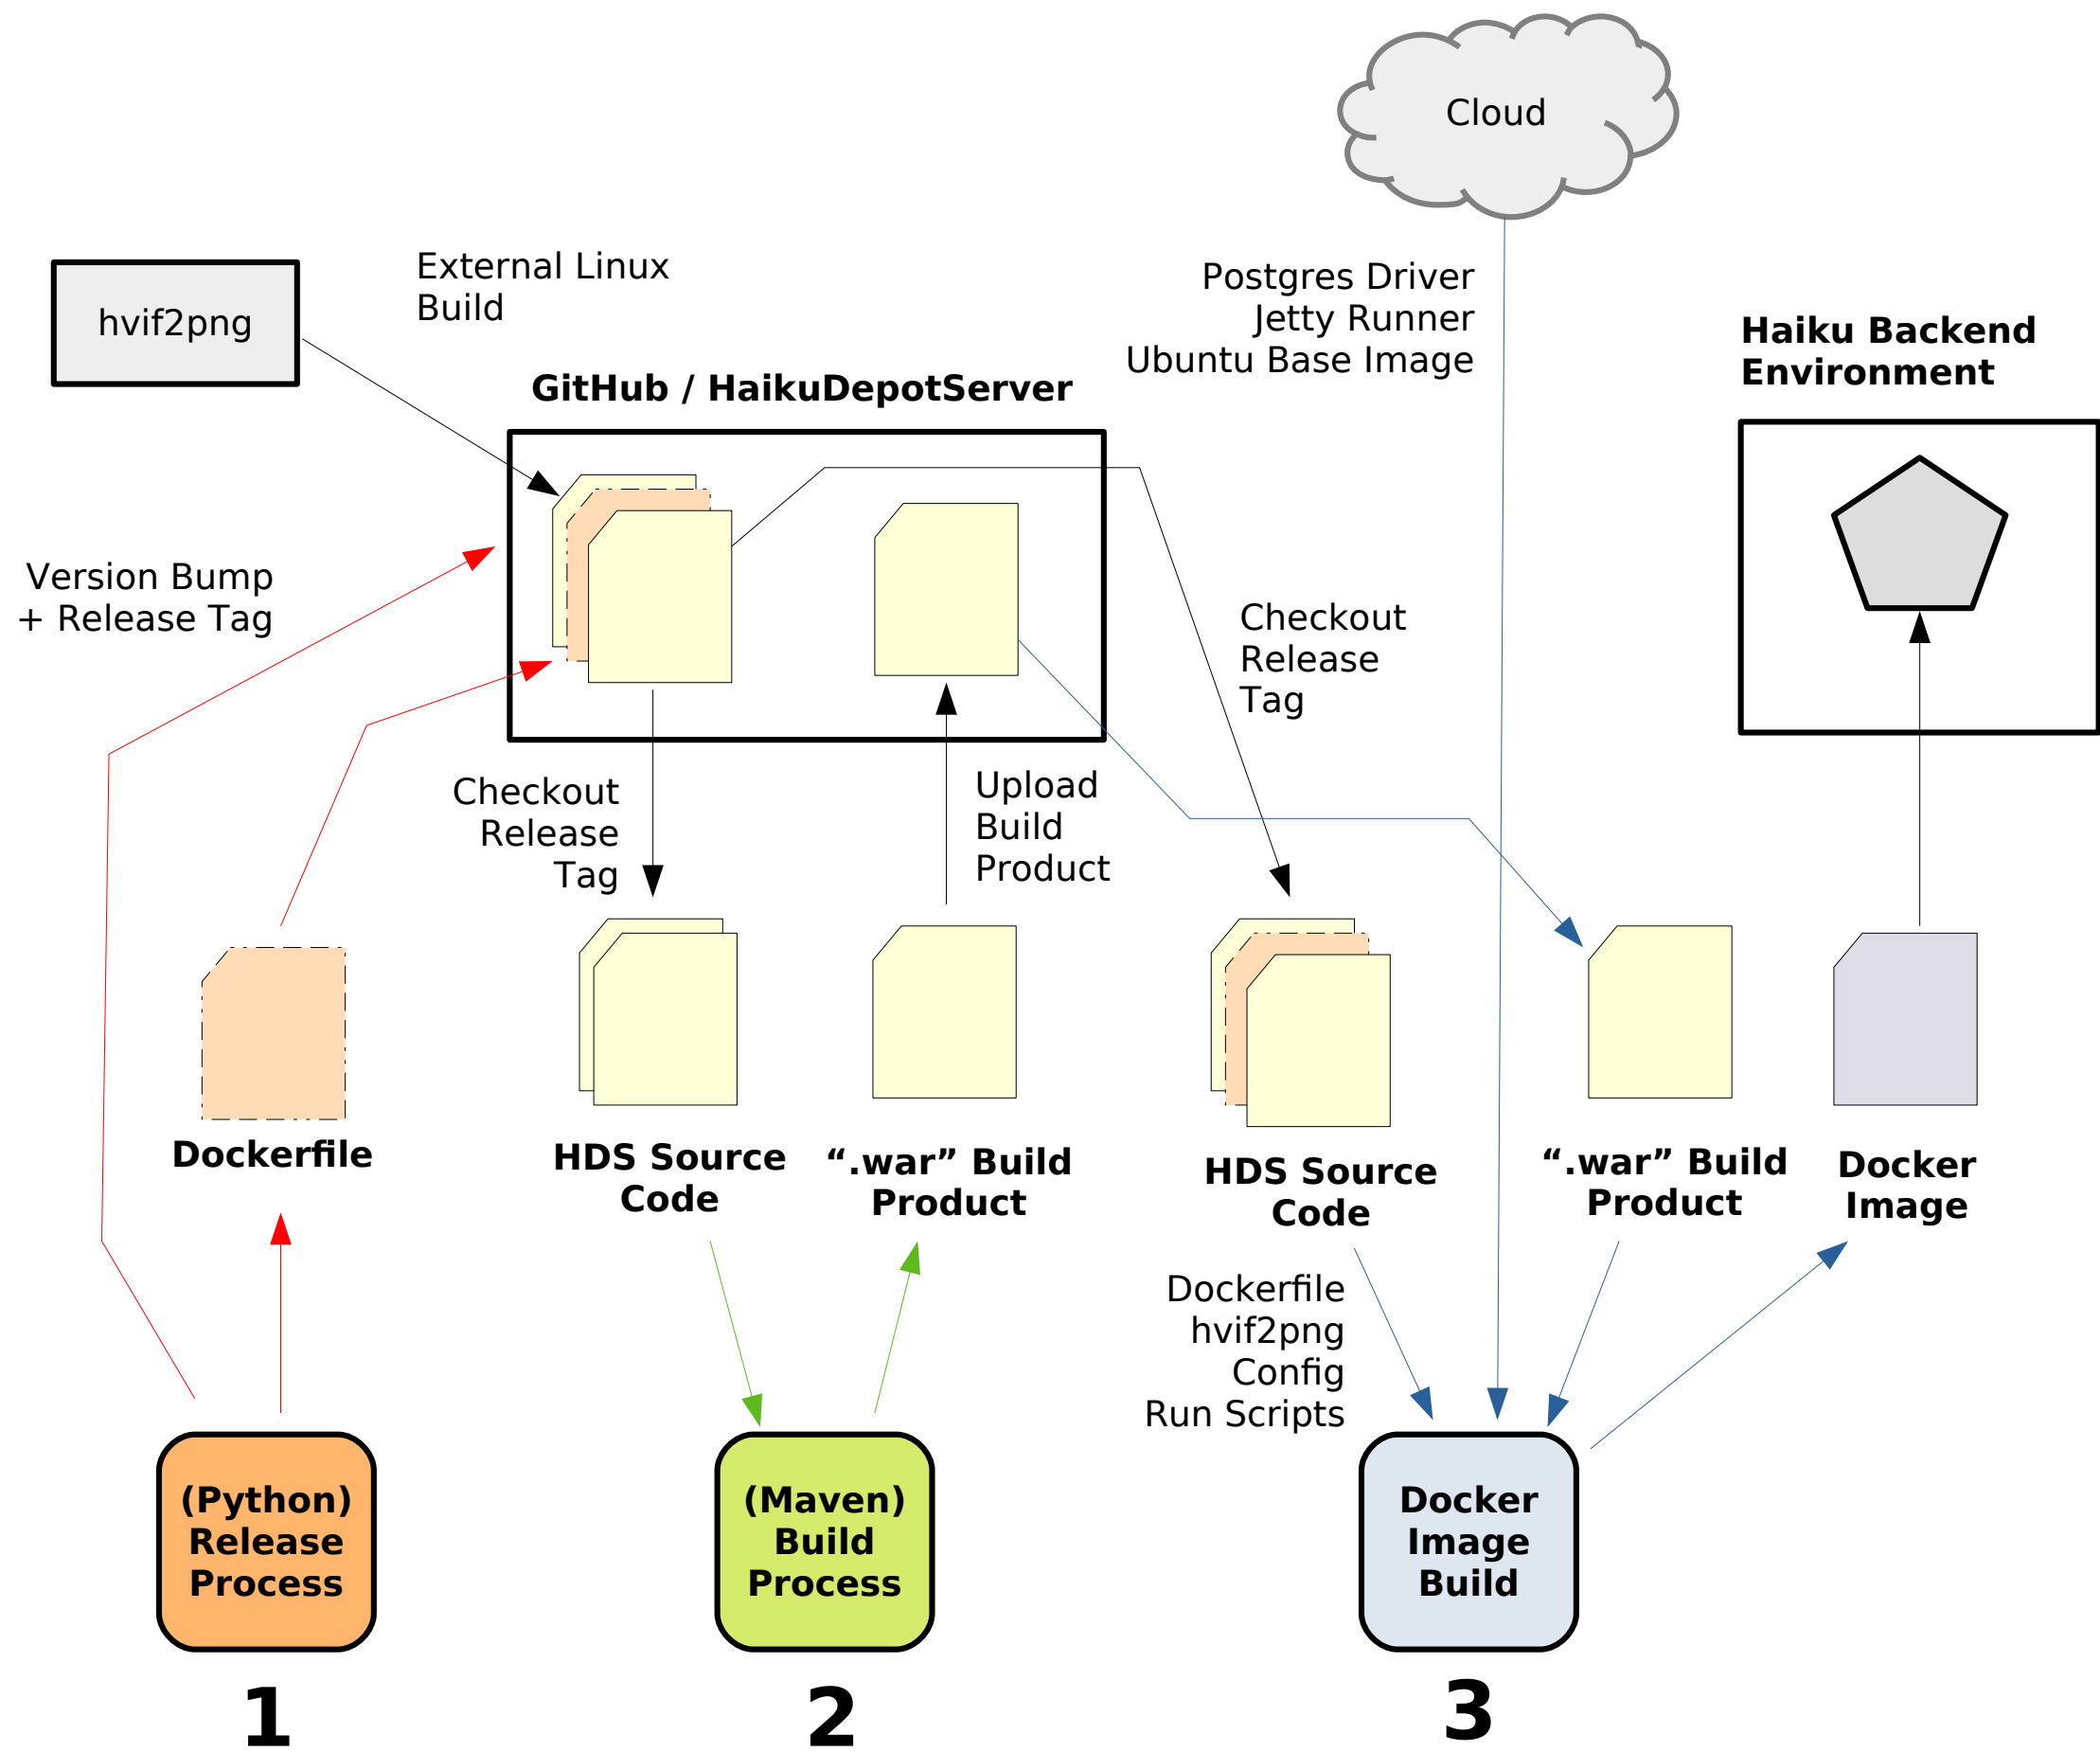 Cloud
External Linux
Build
hvif2png
Postgres Driver
Jetty Runner
Ubuntu Base Image
Haiku Backend
Environment
GitHub / HaikuDepotServer
Version Bump
+ Release Tag
Checkout
Release
Tag
Checkout
Release
Tag
Upload
Build
Product
Dockerfile
HDS Source
Code
“.war” Build
Product
HDS Source
Code
“.war” Build
Product
Docker
Image
Dockerfile
hvif2png
Config
Run Scripts
(Python)
Release
Process
(Maven)
Build
Process
Docker
Image
Build
1
2
3